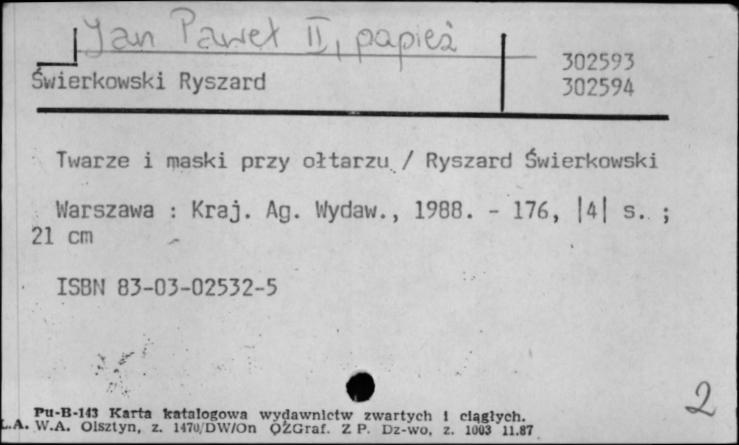 Jan Paweł II, papież
302593
Świerkowski Ryszard
302594
Twarze i maski przy ołtarzu / Ryszard Świerkowski
Warszawa : Kraj. Ag. Wydaw., 1988. - 176, |4| s. ;
21 cm
ISBN 83-03-02532-5
2
Pu-B-143 Karta katalogowa wydawnictw zwartych i ciągłych.
Ł.A. W.A. Olsztyn, z. 1470/DW/On OZGraf. Z P. Dz-wo, z. 1003 11.87